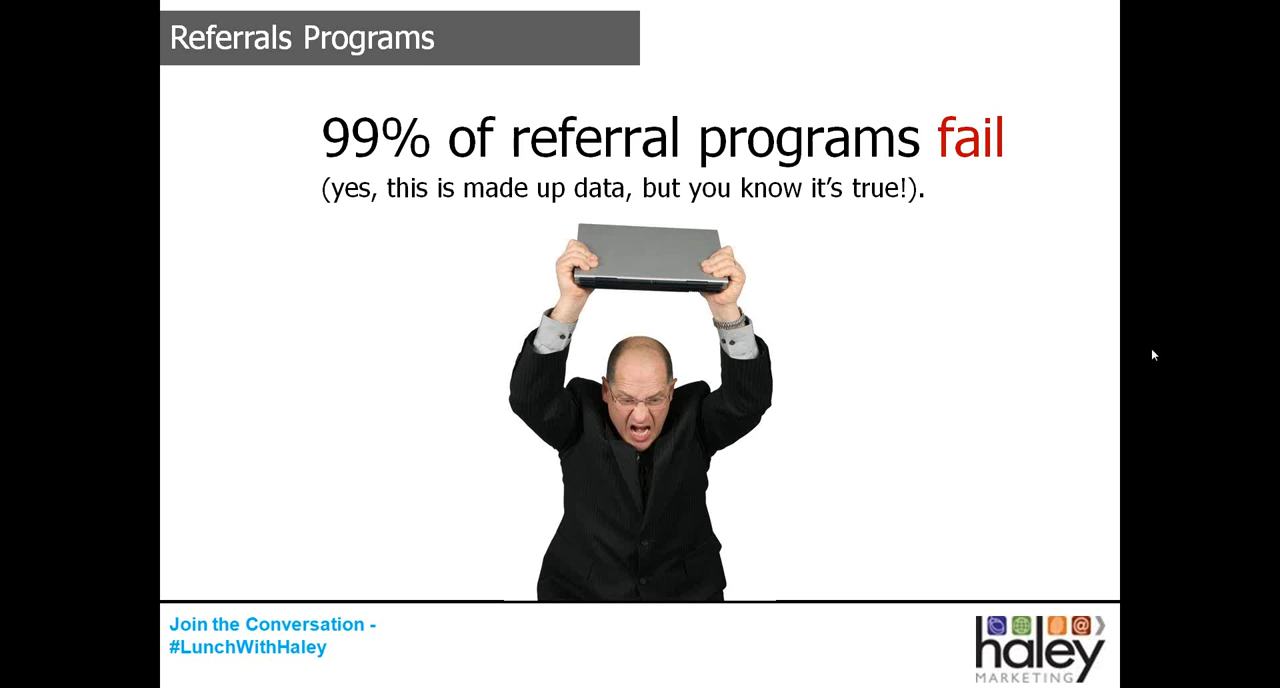 Referrals Programs
99% of referral programs fail
(yes, this is made up data, but you know it's true!).
Join the Conversation -
#LunchWithHaley
@
haley
MARKETING